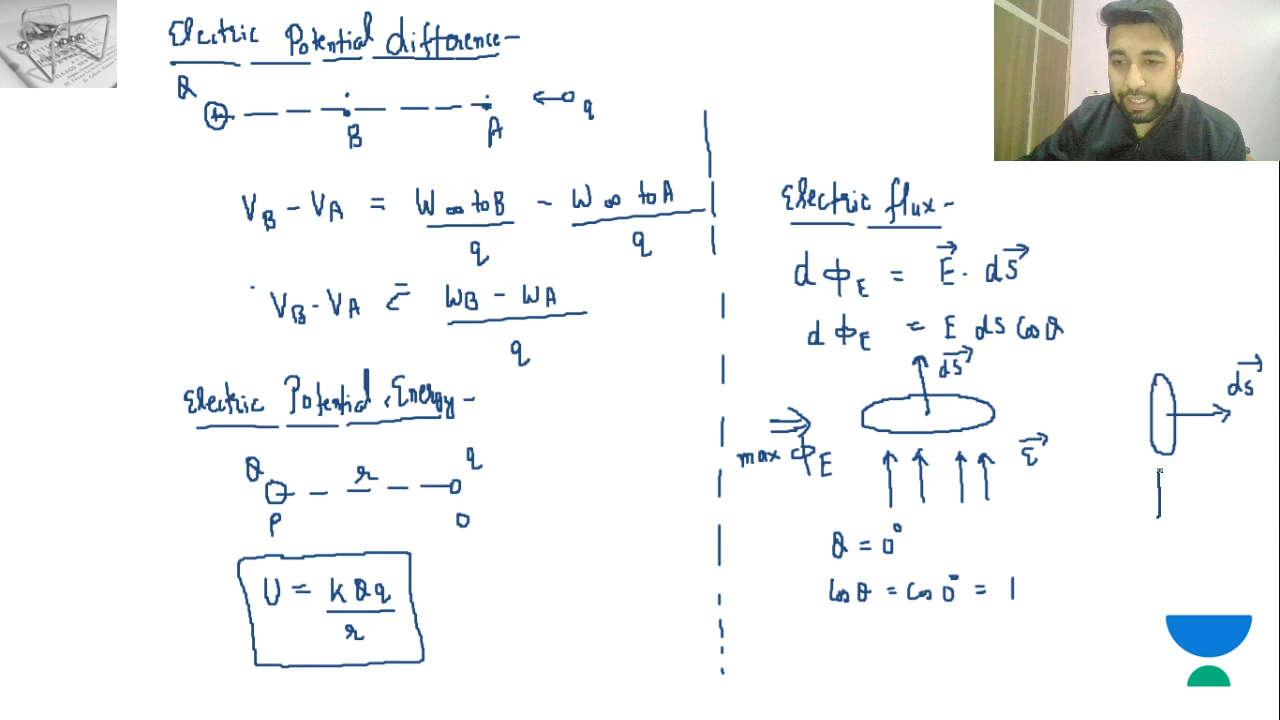 Electric Potential difference -
Q
q
B
A
V_B - V_A = W ∞ to B / q - W ∞ to A / q
V_B - V_A = W_B - W_A / q
Electric Potential Energy -
Q
r
q
P
O
U = k Q q / r
Electric flux -
dϕ_E = E⃗ . dS⃗
dϕ_E = E ds cos θ
ds⃗
max ϕ_E
E⃗
θ = 0°
cos θ = cos 0° = 1
ds⃗